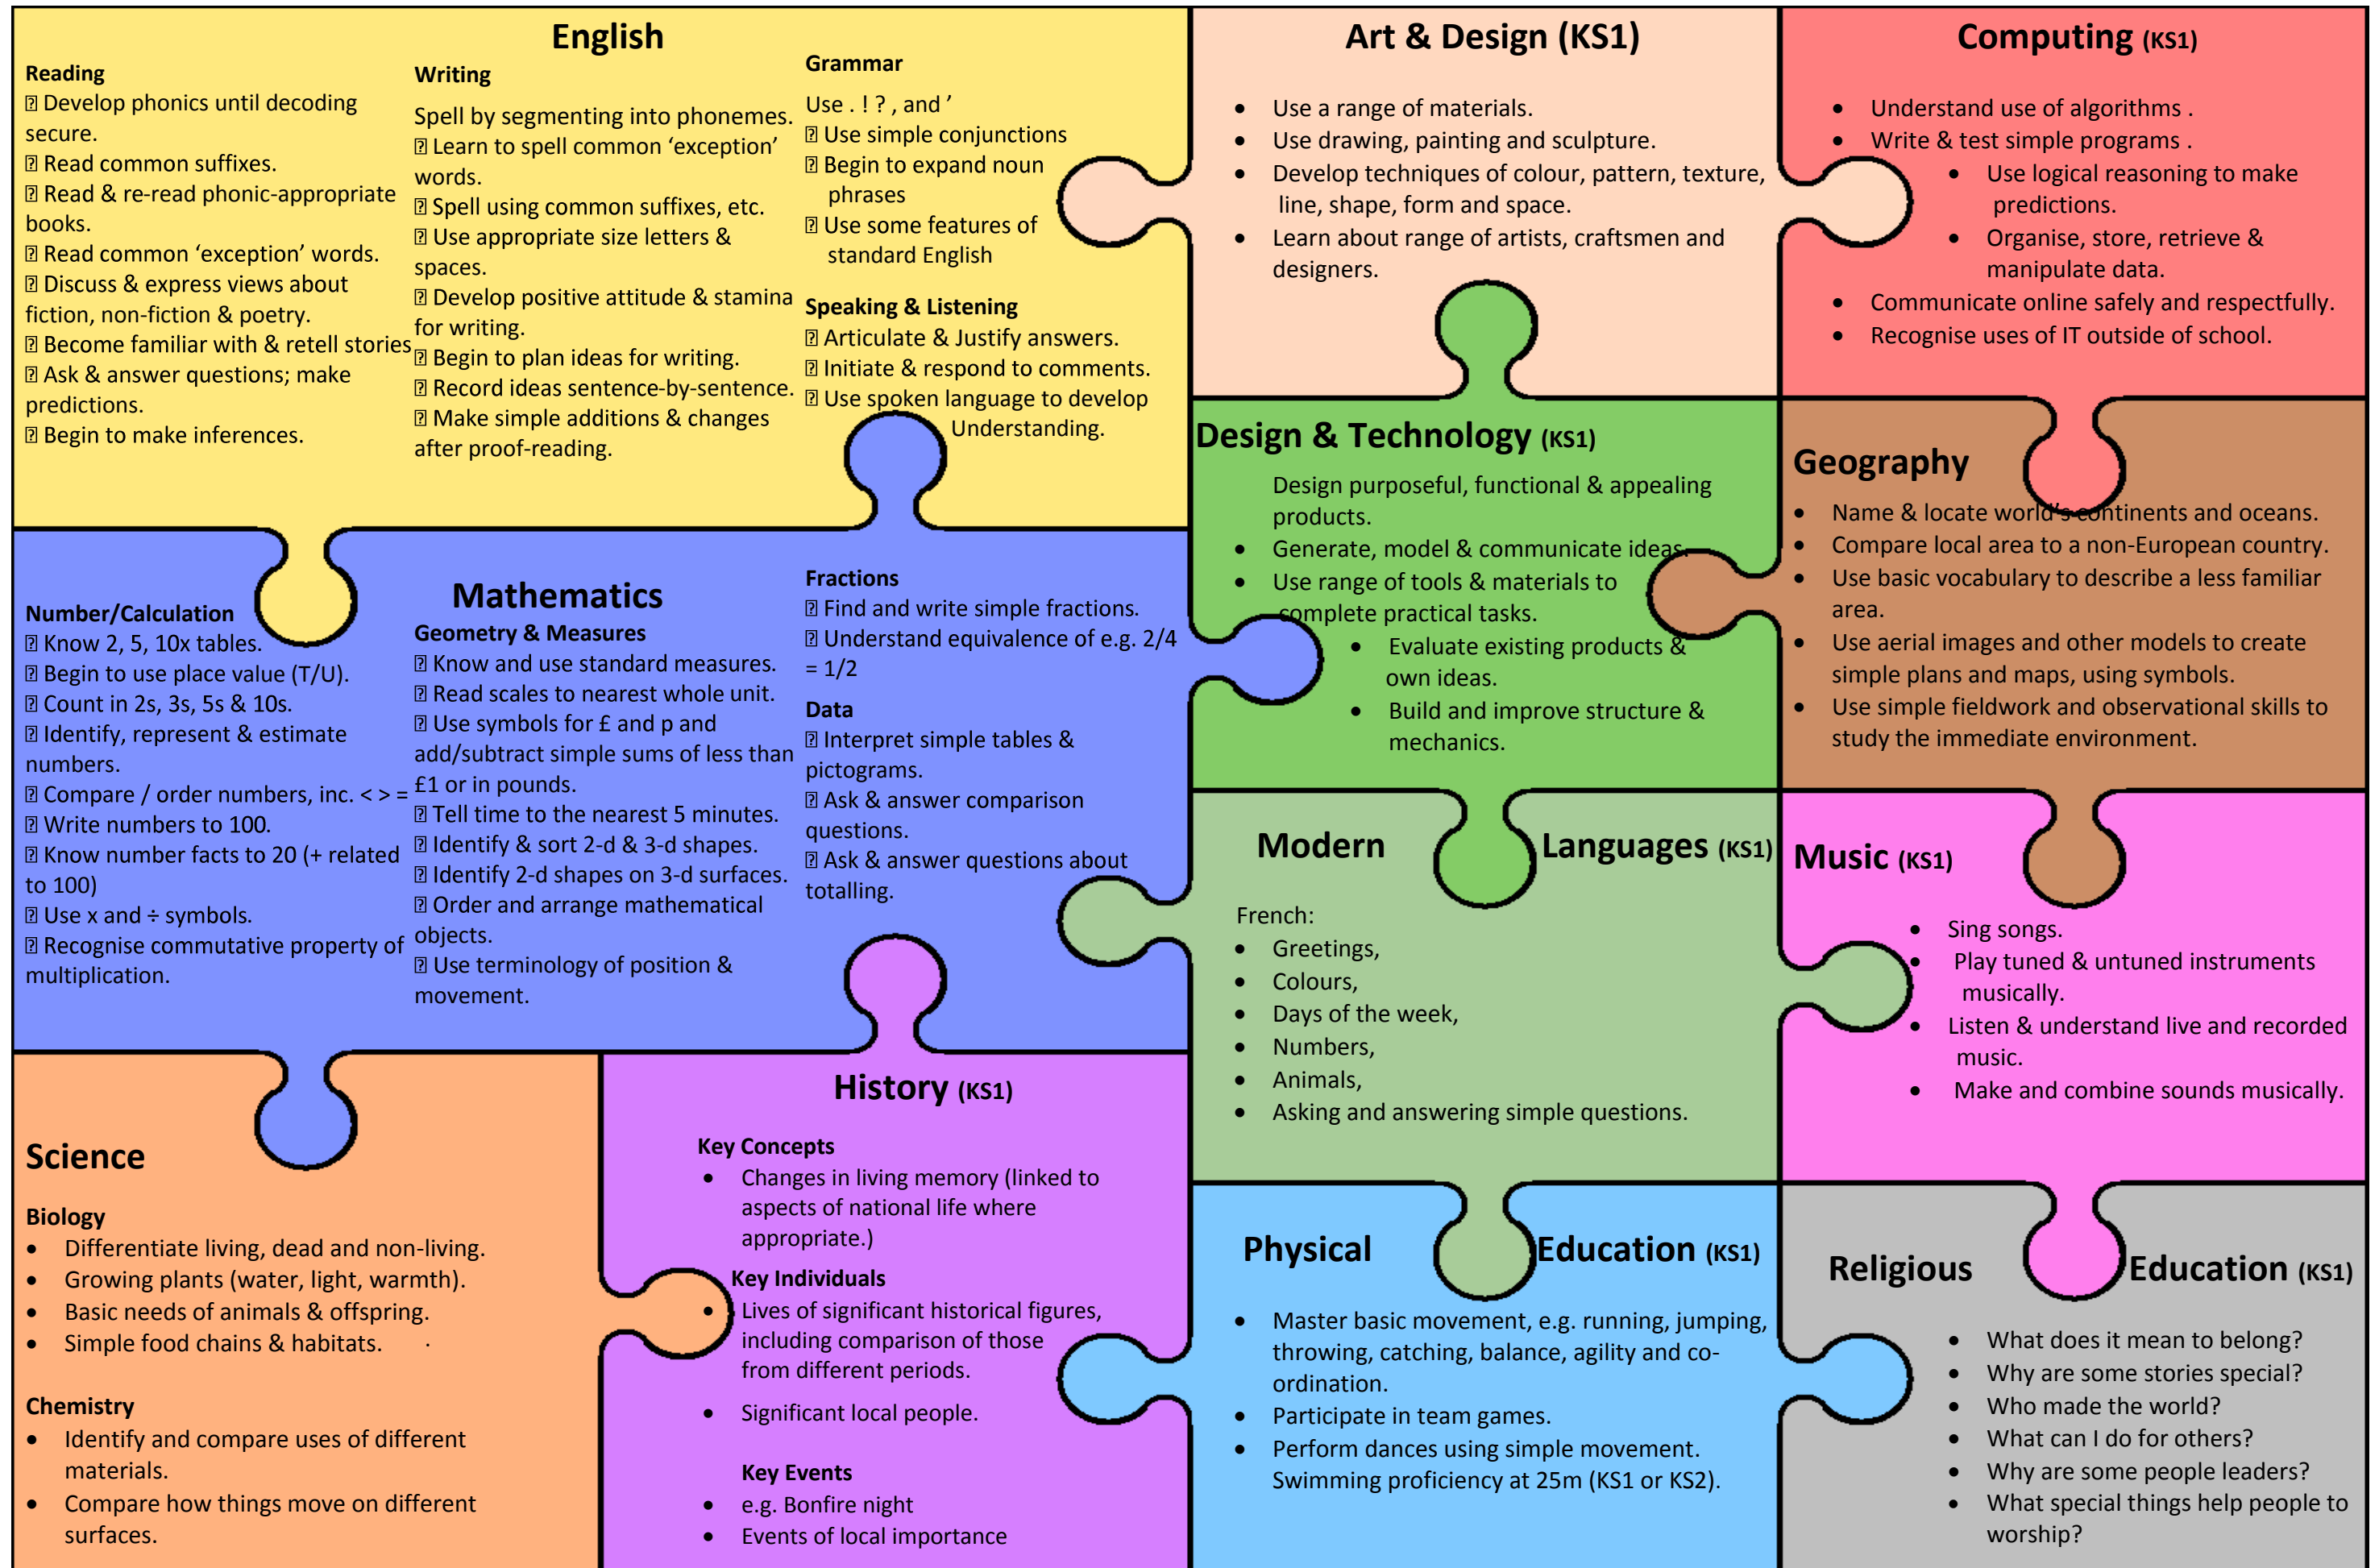 English
Reading
⍰ Develop phonics until decoding
secure.
⍰ Read common suffixes.
⍰ Read & re-read phonic-appropriate
books.
⍰ Read common ‘exception’ words.
⍰ Discuss & express views about
fiction, non-fiction & poetry.
⍰ Become familiar with & retell stories
⍰ Ask & answer questions; make
predictions.
⍰ Begin to make inferences.
Writing
Spell by segmenting into phonemes.
⍰ Learn to spell common ‘exception’
words.
⍰ Spell using common suffixes, etc.
⍰ Use appropriate size letters &
spaces.
⍰ Develop positive attitude & stamina
for writing.
⍰ Begin to plan ideas for writing.
⍰ Record ideas sentence-by-sentence.
⍰ Make simple additions & changes
after proof-reading.
Grammar
Use . ! ? , and ’
⍰ Use simple conjunctions
⍰ Begin to expand noun
phrases
⍰ Use some features of
standard English
Speaking & Listening
⍰ Articulate & Justify answers.
⍰ Initiate & respond to comments.
⍰ Use spoken language to develop
Understanding.
Art & Design (KS1)
• Use a range of materials.
• Use drawing, painting and sculpture.
• Develop techniques of colour, pattern, texture,
line, shape, form and space.
• Learn about range of artists, craftsmen and
designers.
Computing (KS1)
• Understand use of algorithms .
• Write & test simple programs .
• Use logical reasoning to make
predictions.
• Organise, store, retrieve &
manipulate data.
• Communicate online safely and respectfully.
• Recognise uses of IT outside of school.
Mathematics
Number/Calculation
⍰ Know 2, 5, 10x tables.
⍰ Begin to use place value (T/U).
⍰ Count in 2s, 3s, 5s & 10s.
⍰ Identify, represent & estimate
numbers.
⍰ Compare / order numbers, inc. < > =
⍰ Write numbers to 100.
⍰ Know number facts to 20 (+ related
to 100)
⍰ Use x and ÷ symbols.
⍰ Recognise commutative property of
multiplication.
Geometry & Measures
⍰ Know and use standard measures.
⍰ Read scales to nearest whole unit.
⍰ Use symbols for £ and p and
add/subtract simple sums of less than
£1 or in pounds.
⍰ Tell time to the nearest 5 minutes.
⍰ Identify & sort 2-d & 3-d shapes.
⍰ Identify 2-d shapes on 3-d surfaces.
⍰ Order and arrange mathematical
objects.
⍰ Use terminology of position &
movement.
Fractions
⍰ Find and write simple fractions.
⍰ Understand equivalence of e.g. 2/4
= 1/2
Data
⍰ Interpret simple tables &
pictograms.
⍰ Ask & answer comparison
questions.
⍰ Ask & answer questions about
totalling.
Design & Technology (KS1)
Design purposeful, functional & appealing
products.
• Generate, model & communicate ideas.
• Use range of tools & materials to
complete practical tasks.
• Evaluate existing products &
own ideas.
• Build and improve structure &
mechanics.
Geography
• Name & locate world’s continents and oceans.
• Compare local area to a non-European country.
• Use basic vocabulary to describe a less familiar
area.
• Use aerial images and other models to create
simple plans and maps, using symbols.
• Use simple fieldwork and observational skills to
study the immediate environment.
Modern Languages (KS1)
French:
• Greetings,
• Colours,
• Days of the week,
• Numbers,
• Animals,
• Asking and answering simple questions.
Music (KS1)
• Sing songs.
• Play tuned & untuned instruments
musically.
• Listen & understand live and recorded
music.
• Make and combine sounds musically.
Science
Biology
• Differentiate living, dead and non-living.
• Growing plants (water, light, warmth).
• Basic needs of animals & offspring.
• Simple food chains & habitats. .
Chemistry
• Identify and compare uses of different
materials.
• Compare how things move on different
surfaces.
History (KS1)
Key Concepts
• Changes in living memory (linked to
aspects of national life where
appropriate.)
Key Individuals
• Lives of significant historical figures,
including comparison of those
from different periods.
• Significant local people.
Key Events
• e.g. Bonfire night
• Events of local importance
Physical Education (KS1)
• Master basic movement, e.g. running, jumping,
throwing, catching, balance, agility and co-
ordination.
• Participate in team games.
• Perform dances using simple movement.
Swimming proficiency at 25m (KS1 or KS2).
Religious Education (KS1)
• What does it mean to belong?
• Why are some stories special?
• Who made the world?
• What can I do for others?
• Why are some people leaders?
• What special things help people to
worship?